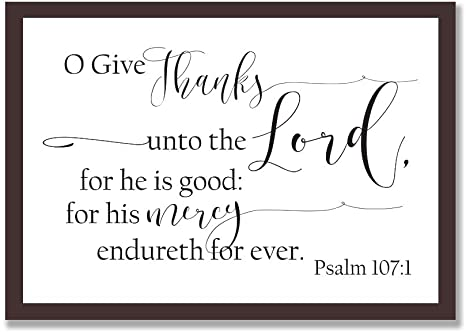 O Give Thanks
unto the Lord,
for he is good:
for his mercy
endureth for ever.
Psalm 107:1